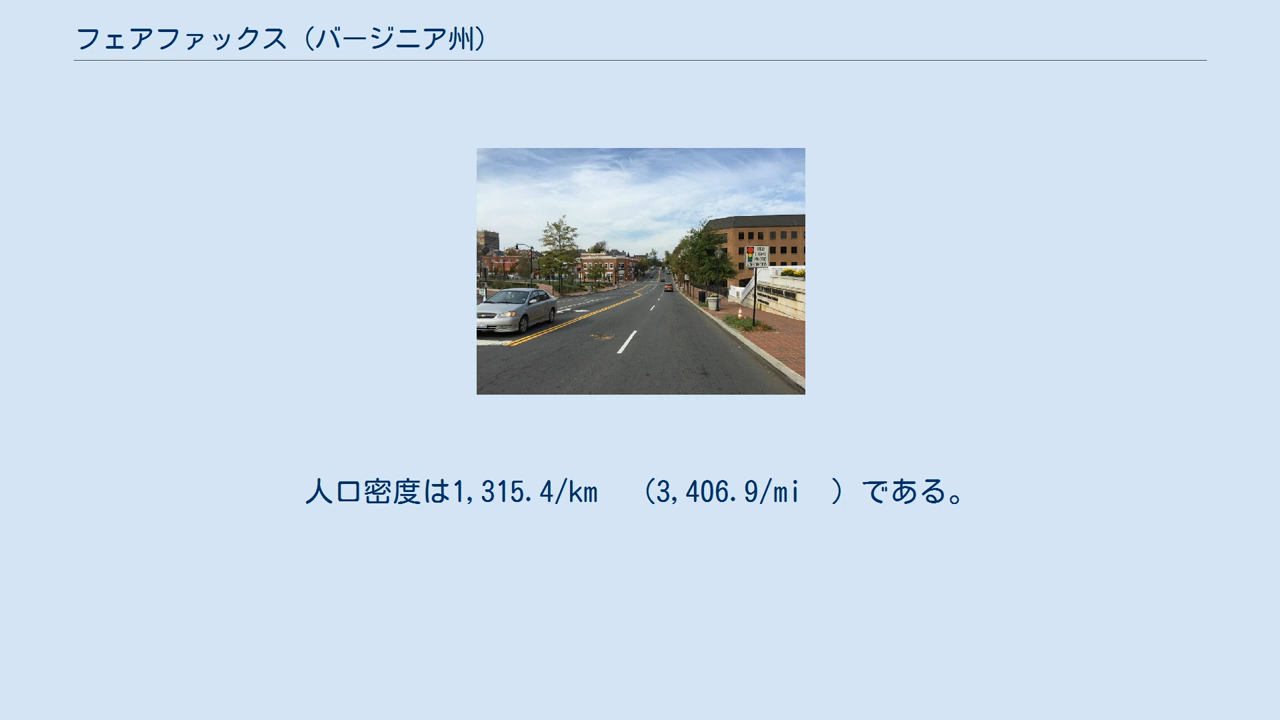 フェアファックス（バージニア州）
人口密度は1,315.4/km　（3,406.9/mi　）である。